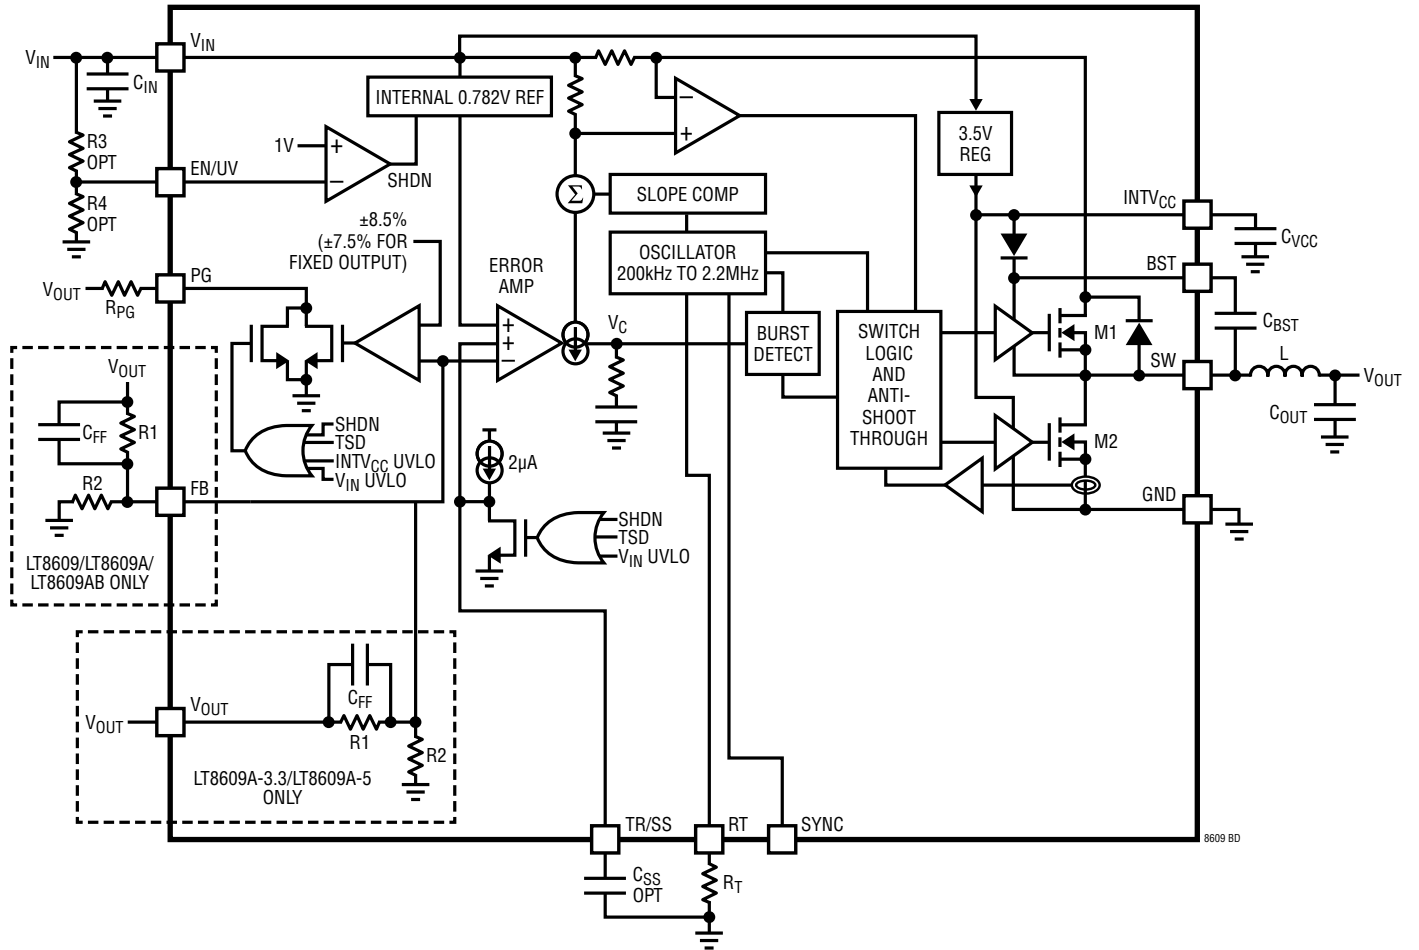 VIN
VIN
CIN
R3
OPT
R4
OPT
EN/UV
1V
+
−
SHDN
INTERNAL 0.782V REF
−
+
3.5V
REG
Σ
SLOPE COMP
OSCILLATOR
200kHz TO 2.2MHz
INTVCC
CVCC
BST
CBST
±8.5%
(±7.5% FOR
FIXED OUTPUT)
ERROR
AMP
+
+
−
VC
BURST
DETECT
SWITCH
LOGIC
AND
ANTI-
SHOOT
THROUGH
M1
M2
SW
L
VOUT
COUT
GND
PG
VOUT
RPG
VOUT
CFF
R1
R2
FB
LT8609/LT8609A/
LT8609AB ONLY
SHDN
TSD
INTVCC UVLO
VIN UVLO
2µA
SHDN
TSD
VIN UVLO
VOUT
VOUT
CFF
R1
R2
LT8609A-3.3/LT8609A-5
ONLY
TR/SS
RT
SYNC
8609 BD
CSS
OPT
RT